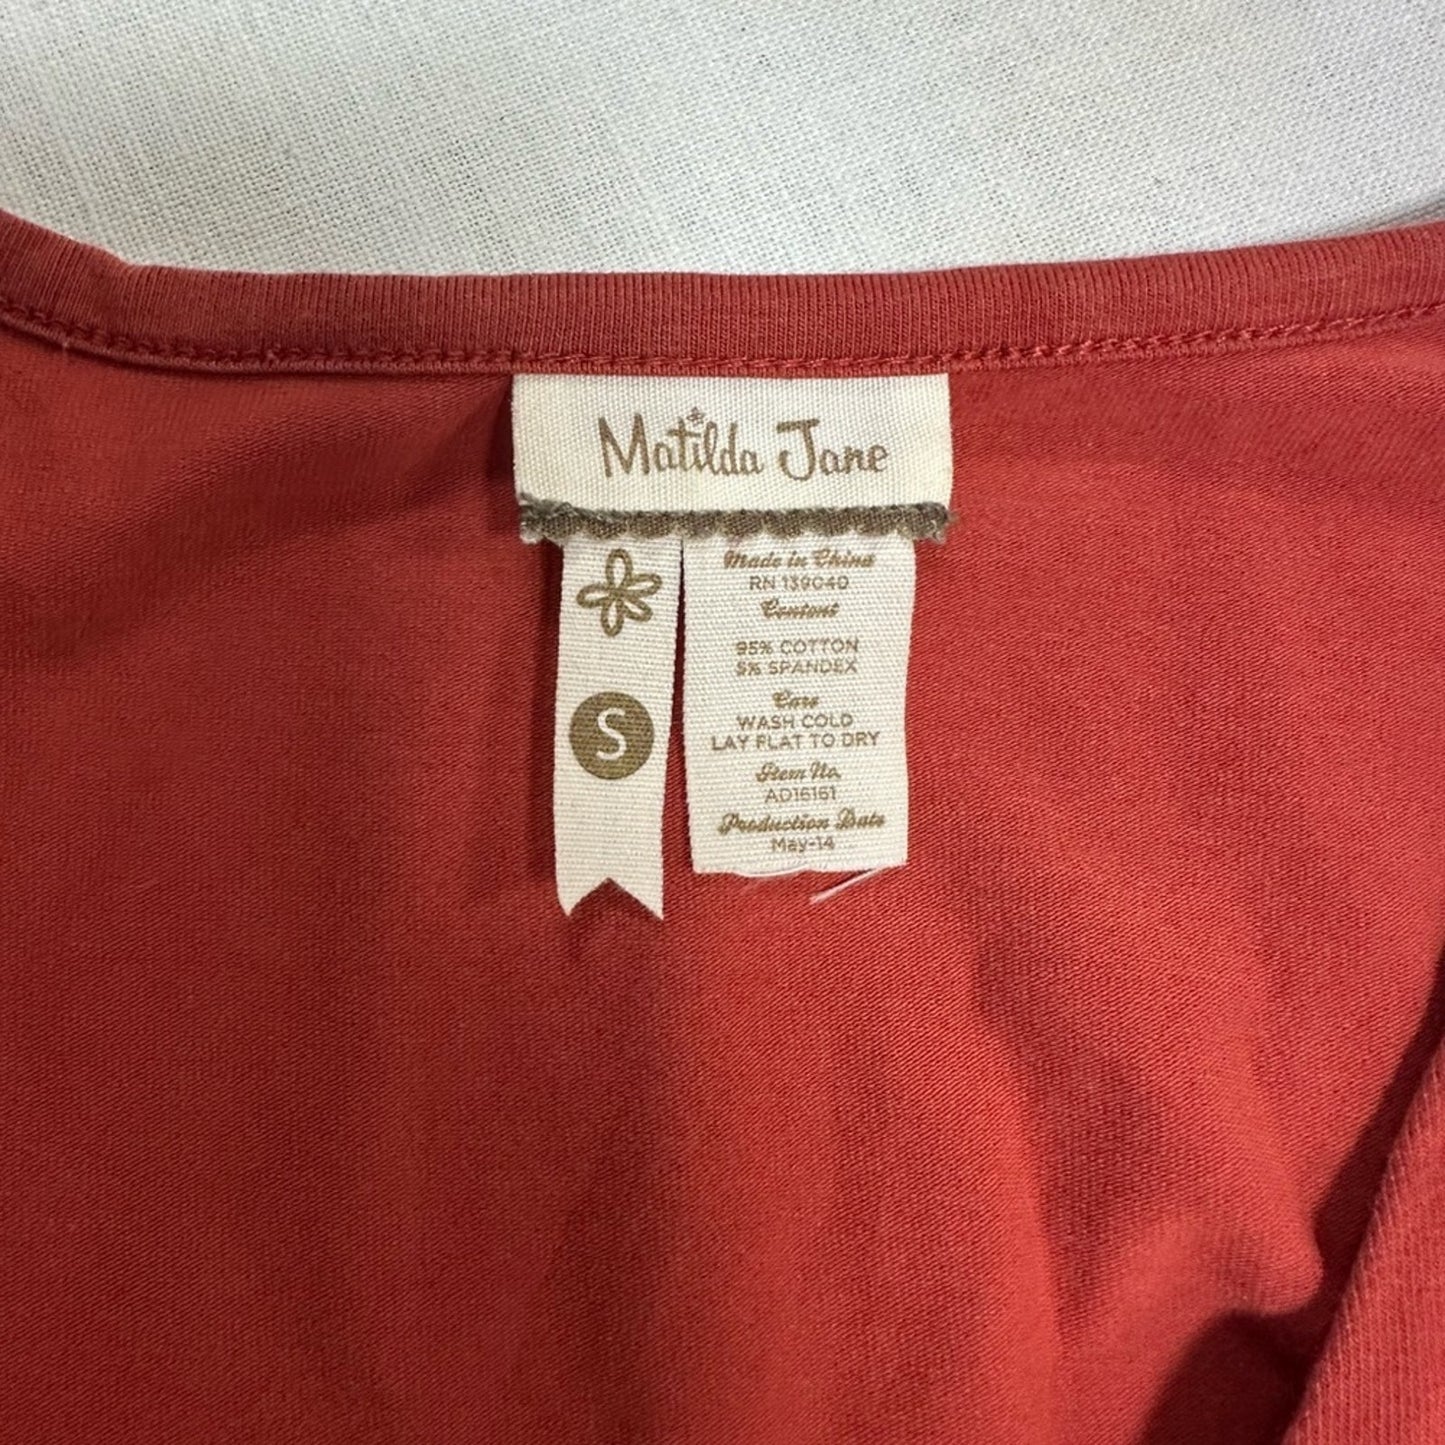 Matilda Jane
S
Made in China
RN 139040
Content
95% COTTON
5% SPANDEX
Care
WASH COLD
LAY FLAT TO DRY
Item No.
AD16161
Production Date
May-14